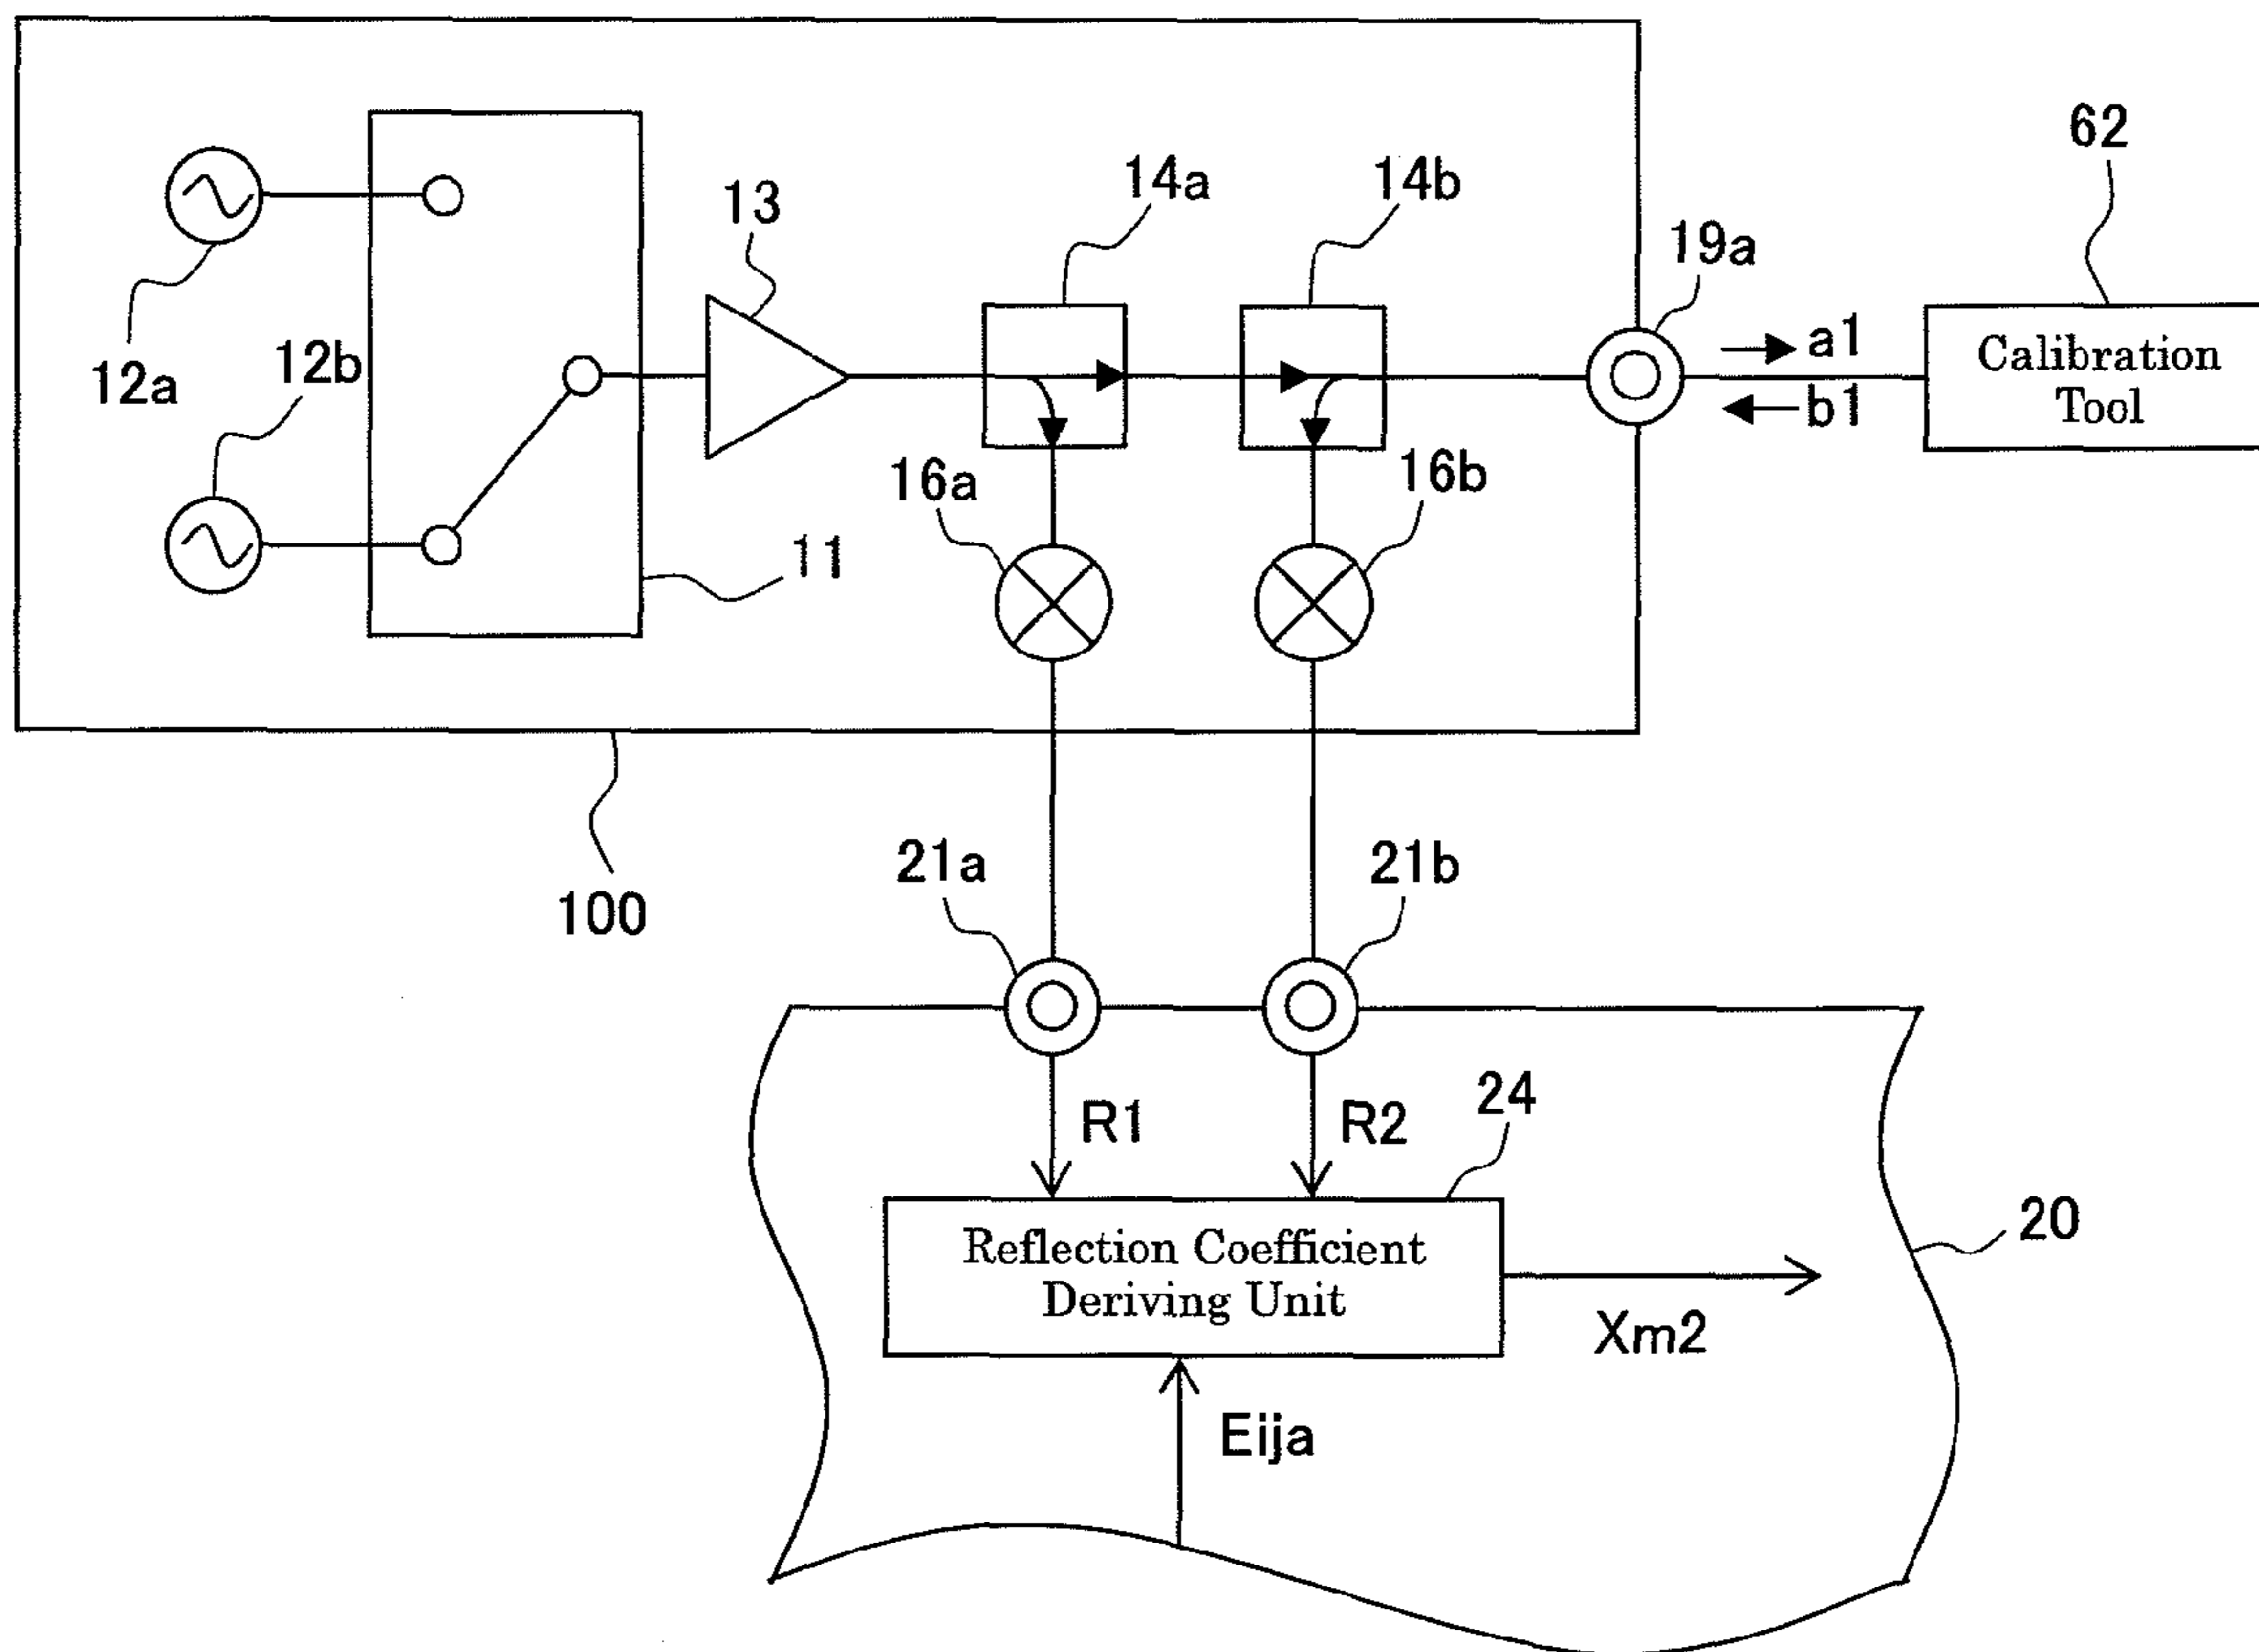 62
14a
14b
13
19a
12a
12b
a1
b1
Calibration
Tool
16a
16b
11
100
21a
21b
R1
R2
24
Reflection Coefficient
Deriving Unit
20
Xm2
Eija